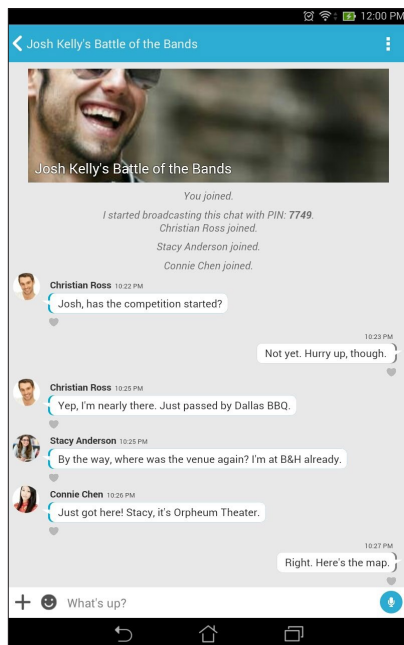 12:00 PM
Josh Kelly's Battle of the Bands
Josh Kelly's Battle of the Bands
You joined.
I started broadcasting this chat with PIN: 7749.
Christian Ross joined.
Stacy Anderson joined.
Connie Chen joined.
Christian Ross 10:22 PM
Josh, has the competition started?
10:23 PM
Not yet. Hurry up, though.
Christian Ross 10:25 PM
Yep, I'm nearly there. Just passed by Dallas BBQ.
Stacy Anderson 10:25 PM
By the way, where was the venue again? I'm at B&H already.
Connie Chen 10:26 PM
Just got here! Stacy, it's Orpheum Theater.
10:27 PM
Right. Here's the map.
What's up?